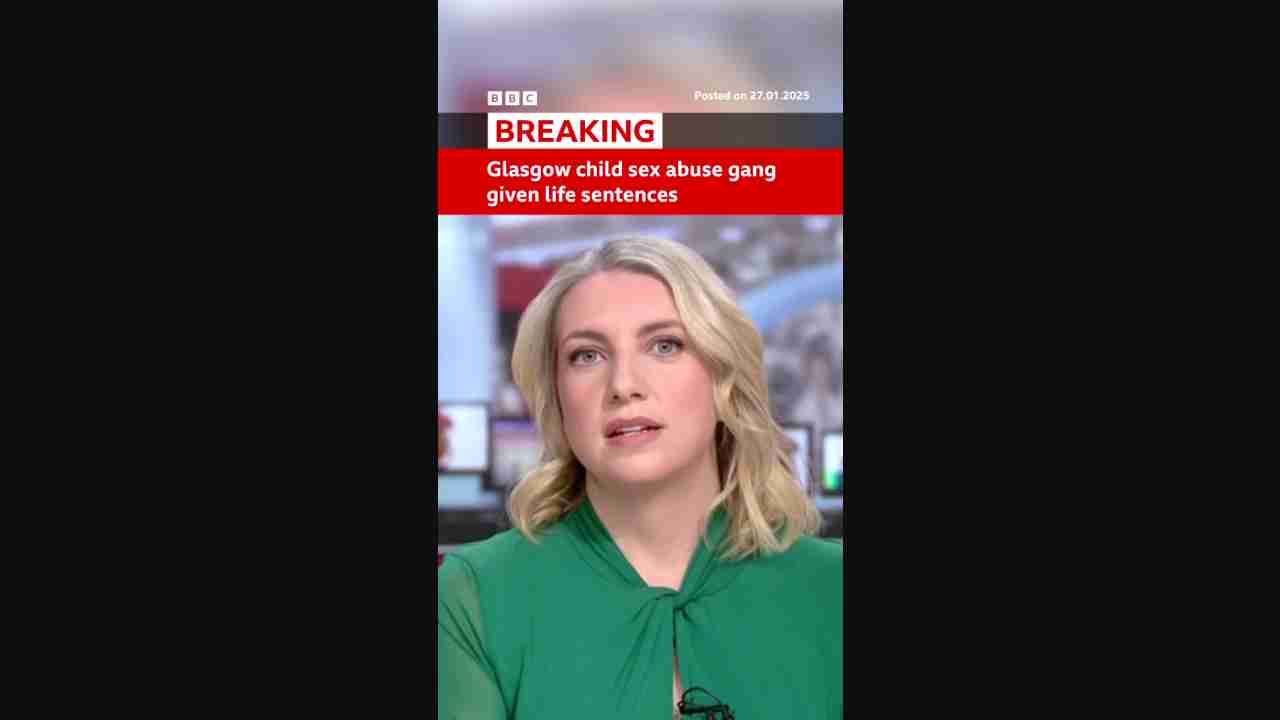 BBC
Posted on 27.01.2025
BREAKING
Glasgow child sex abuse gang
given life sentences